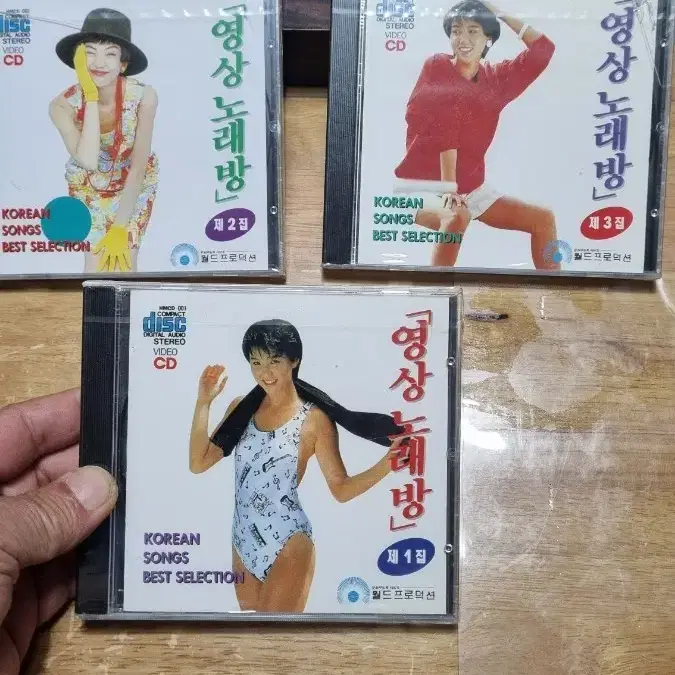 COMPACT
disc
DIGITAL AUDIO
STEREO
VIDEO
CD
「영상 노래방」
KOREAN
SONGS
BEST SELECTION
제2집
월드프로덕션
disc
DIGITAL AUDIO
STEREO
VIDEO
CD
「영상 노래방」
KOREAN
SONGS
BEST SELECTION
제3집
월드프로덕션
COMPACT
disc
DIGITAL AUDIO
STEREO
VIDEO
CD
「영상 노래방」
KOREAN
SONGS
BEST SELECTION
제1집
월드프로덕션